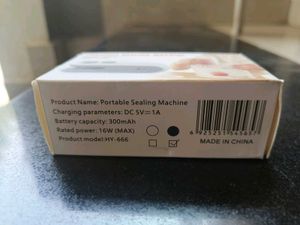 Product Name: Portable Sealing Machine
Charging parameters: DC 5V⎓1A
Battery capacity: 300mAh
Rated power: 16W (MAX)
Product model: HY-666
MADE IN CHINA